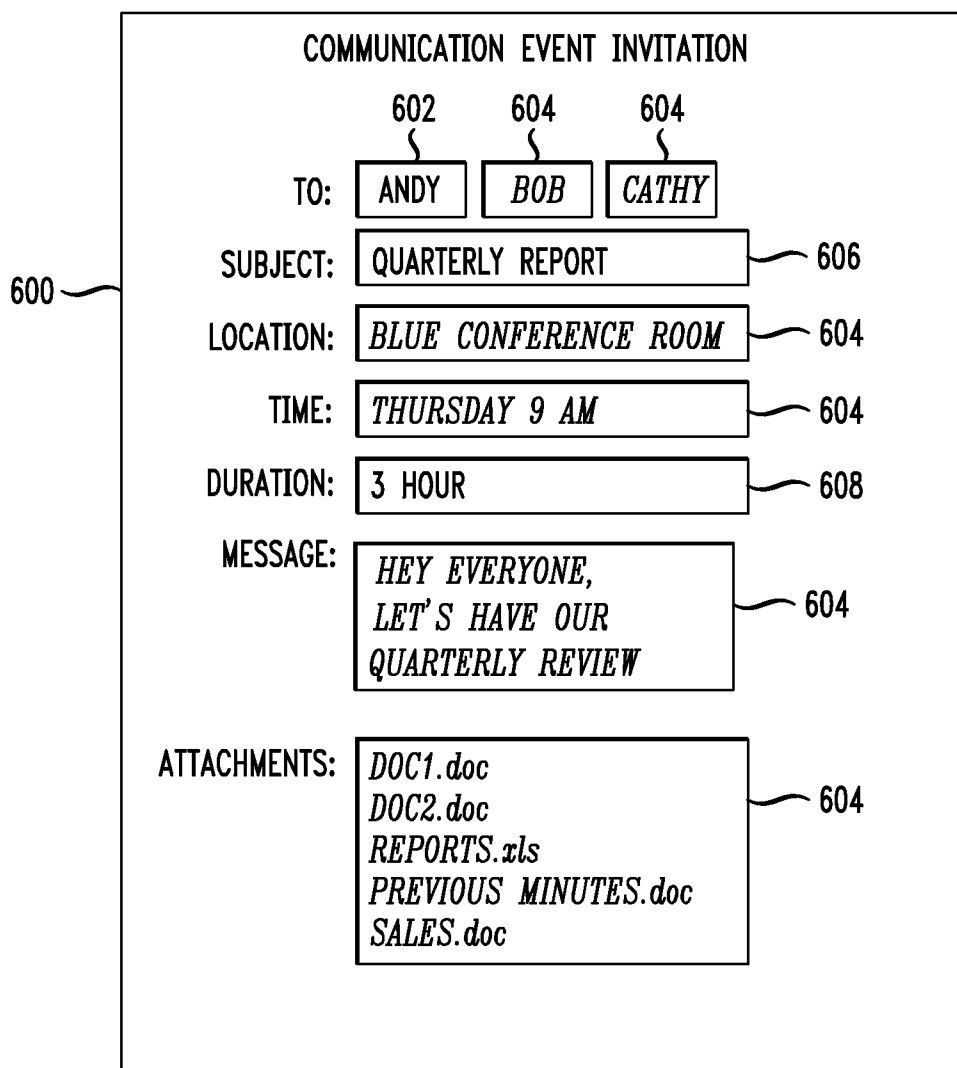 COMMUNICATION EVENT INVITATION
602 604 604
TO: ANDY BOB CATHY
SUBJECT: QUARTERLY REPORT 606
600
LOCATION: BLUE CONFERENCE ROOM 604
TIME: THURSDAY 9 AM 604
DURATION: 3 HOUR 608
MESSAGE: HEY EVERYONE,
LET'S HAVE OUR 604
QUARTERLY REVIEW
ATTACHMENTS: DOC1.doc
DOC2.doc 604
REPORTS.xls
PREVIOUS MINUTES.doc
SALES.doc